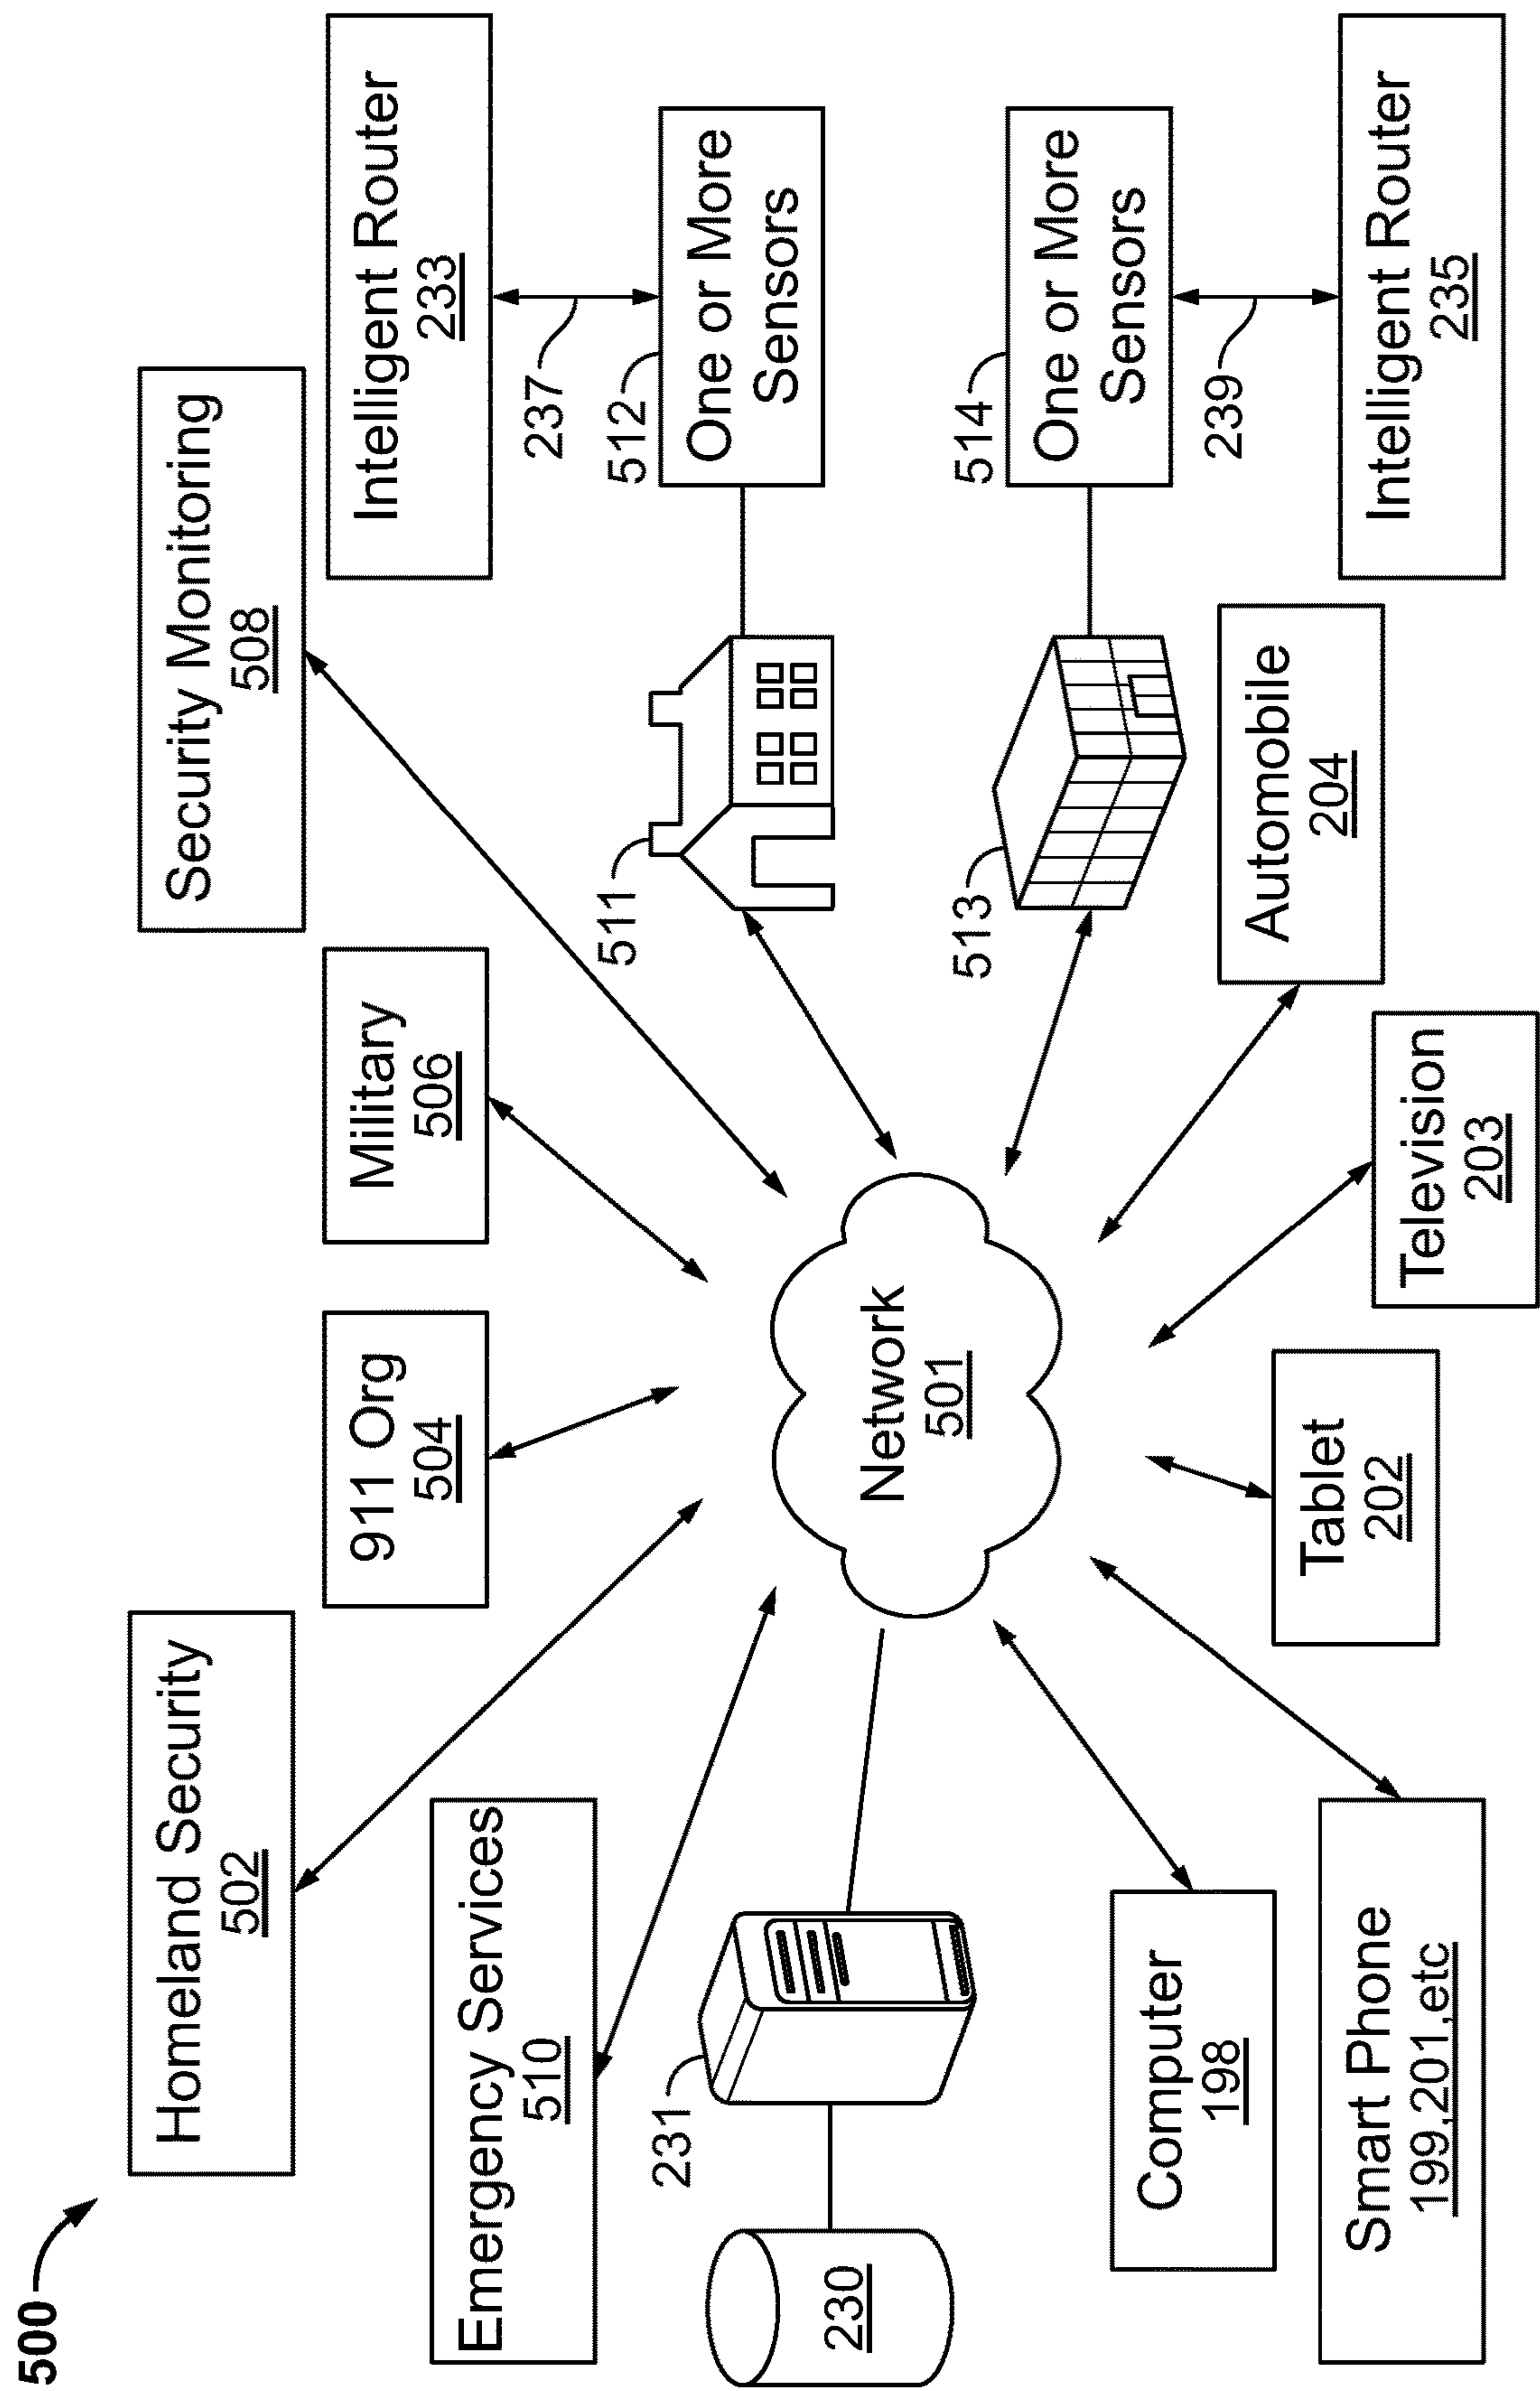 500
Homeland Security
502
911 Org
504
Military
506
Security Monitoring
508
Emergency Services
510
Intelligent Router
233
237
512
One or More
Sensors
511
231
230
Network
501
513
514
One or More
Sensors
239
Intelligent Router
235
Computer
198
Smart Phone
199,201,etc
Tablet
202
Television
203
Automobile
204